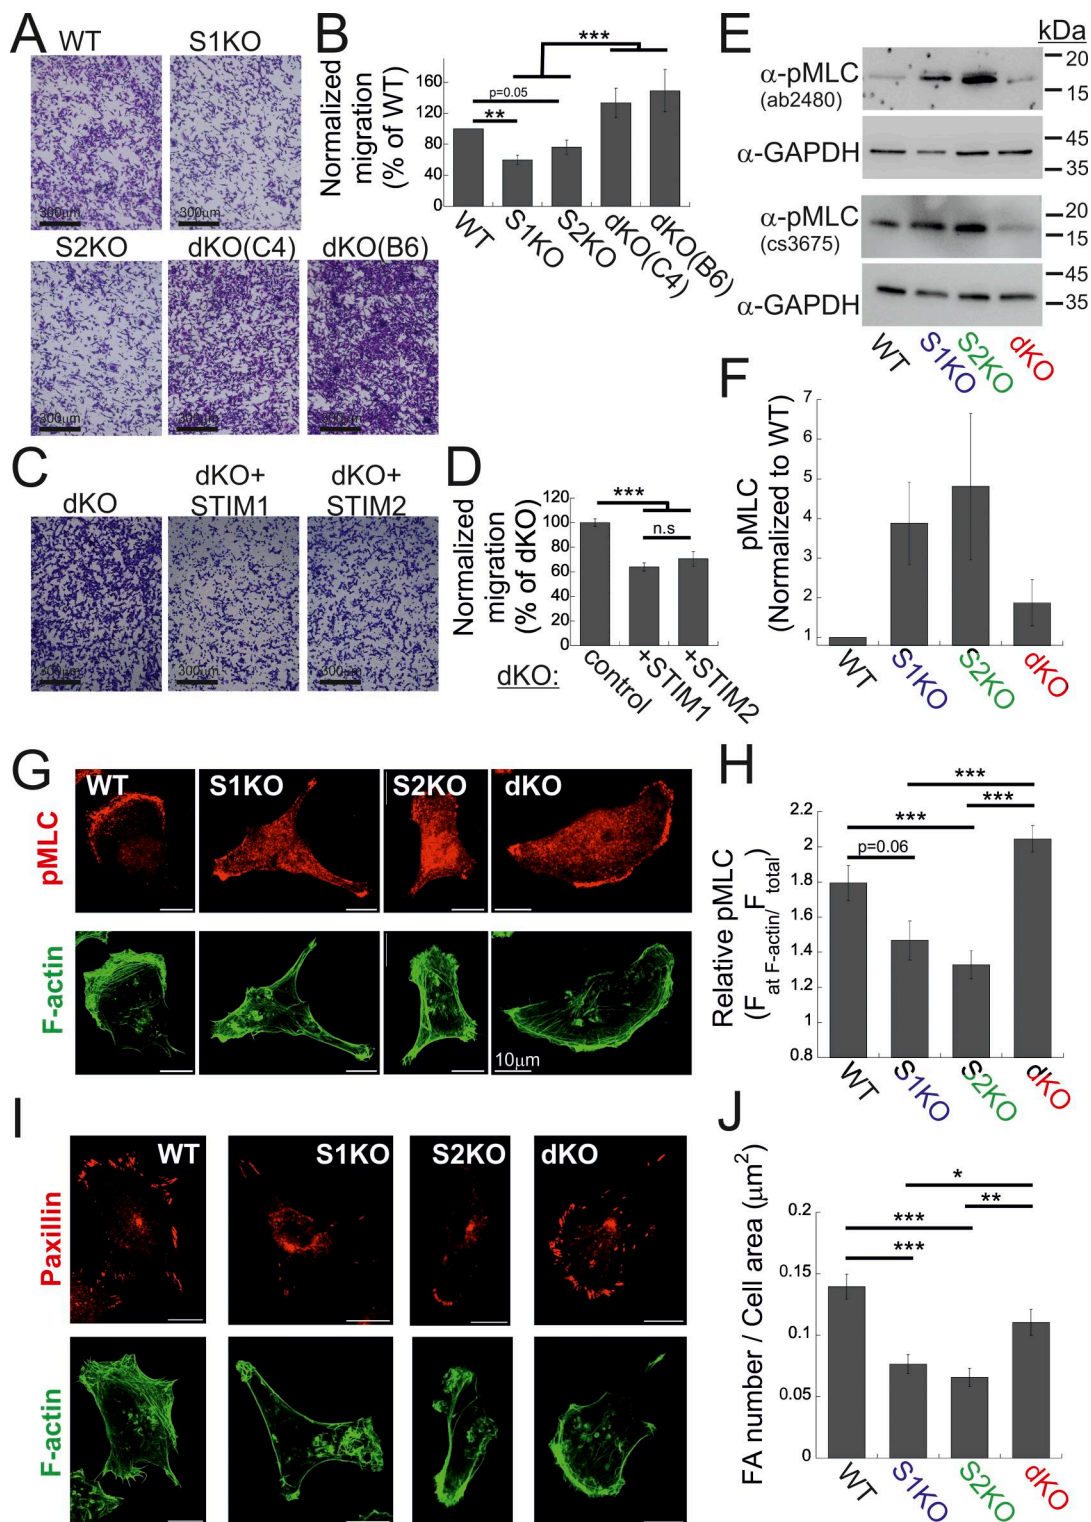 A
WT
S1KO
300μm
300μm
S2KO
dKO(C4)
dKO(B6)
300μm
300μm
300μm
B
Normalized
migration
(% of WT)
160
120
80
40
0
***
p=0.05
**
WT
S1KO
S2KO
dKO(C4)
dKO(B6)
C
dKO
dKO+
STIM1
dKO+
STIM2
300μm
300μm
300μm
D
Normalized
migration
(% of dKO)
120
100
80
60
40
20
0
***
n.s
dKO:
control
+STIM1
+STIM2
E
kDa
α-pMLC
(ab2480)
20
15
α-GAPDH
45
35
α-pMLC
(cs3675)
20
15
α-GAPDH
45
35
WT
S1KO
S2KO
dKO
F
pMLC
(Normalized to WT)
7
6
5
4
3
2
1
WT
S1KO
S2KO
dKO
G
WT
S1KO
S2KO
dKO
pMLC
F-actin
10μm
H
Relative pMLC
(F at F-actin/ F total)
2.2
2
1.8
1.6
1.4
1.2
1
0.8
***
***
***
p=0.06
WT
S1KO
S2KO
dKO
I
WT
S1KO
S2KO
dKO
Paxillin
F-actin
J
FA number / Cell area (μm²)
0.2
0.15
0.1
0.05
0
*
**
***
***
WT
S1KO
S2KO
dKO